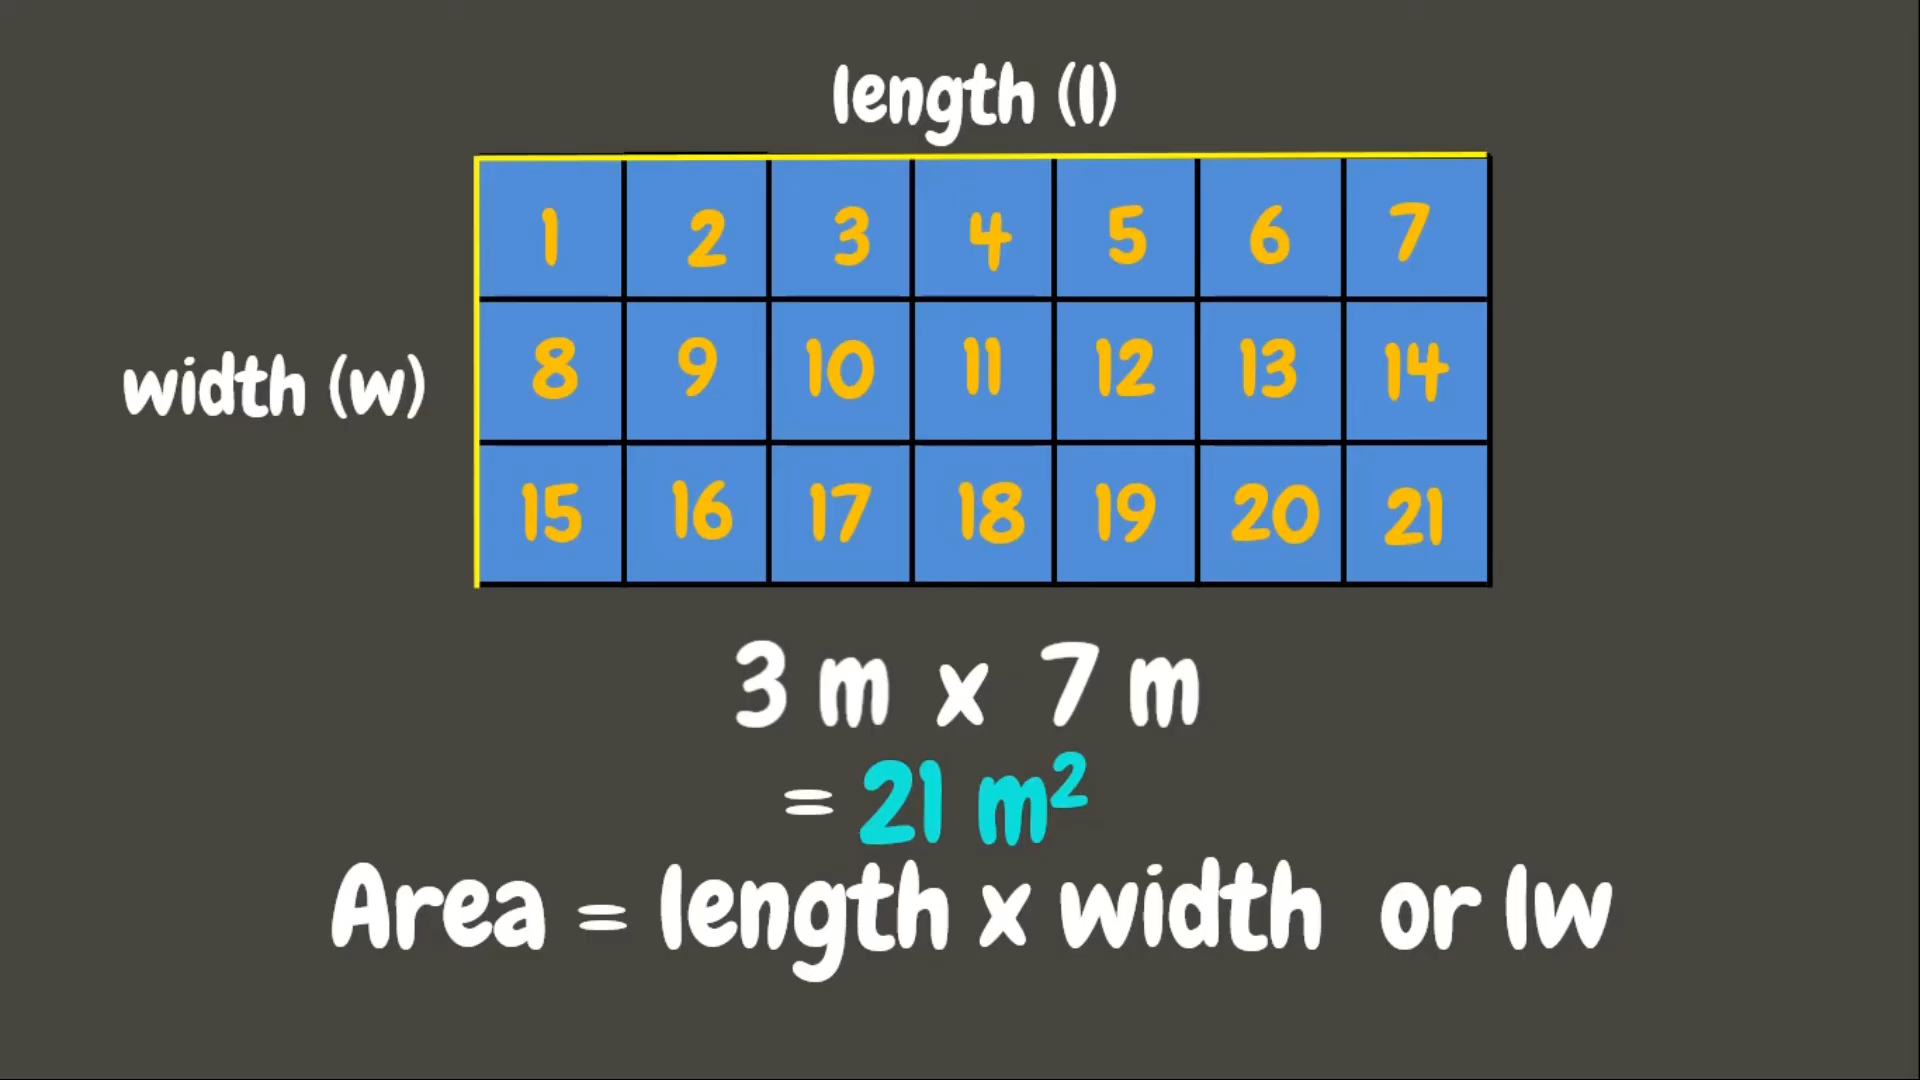 length (l)
1 2 3 4 5 6 7
width (w)
8 9 10 11 12 13 14
15 16 17 18 19 20 21
3 m x 7 m
= 21 m²
Area = length x width or lw